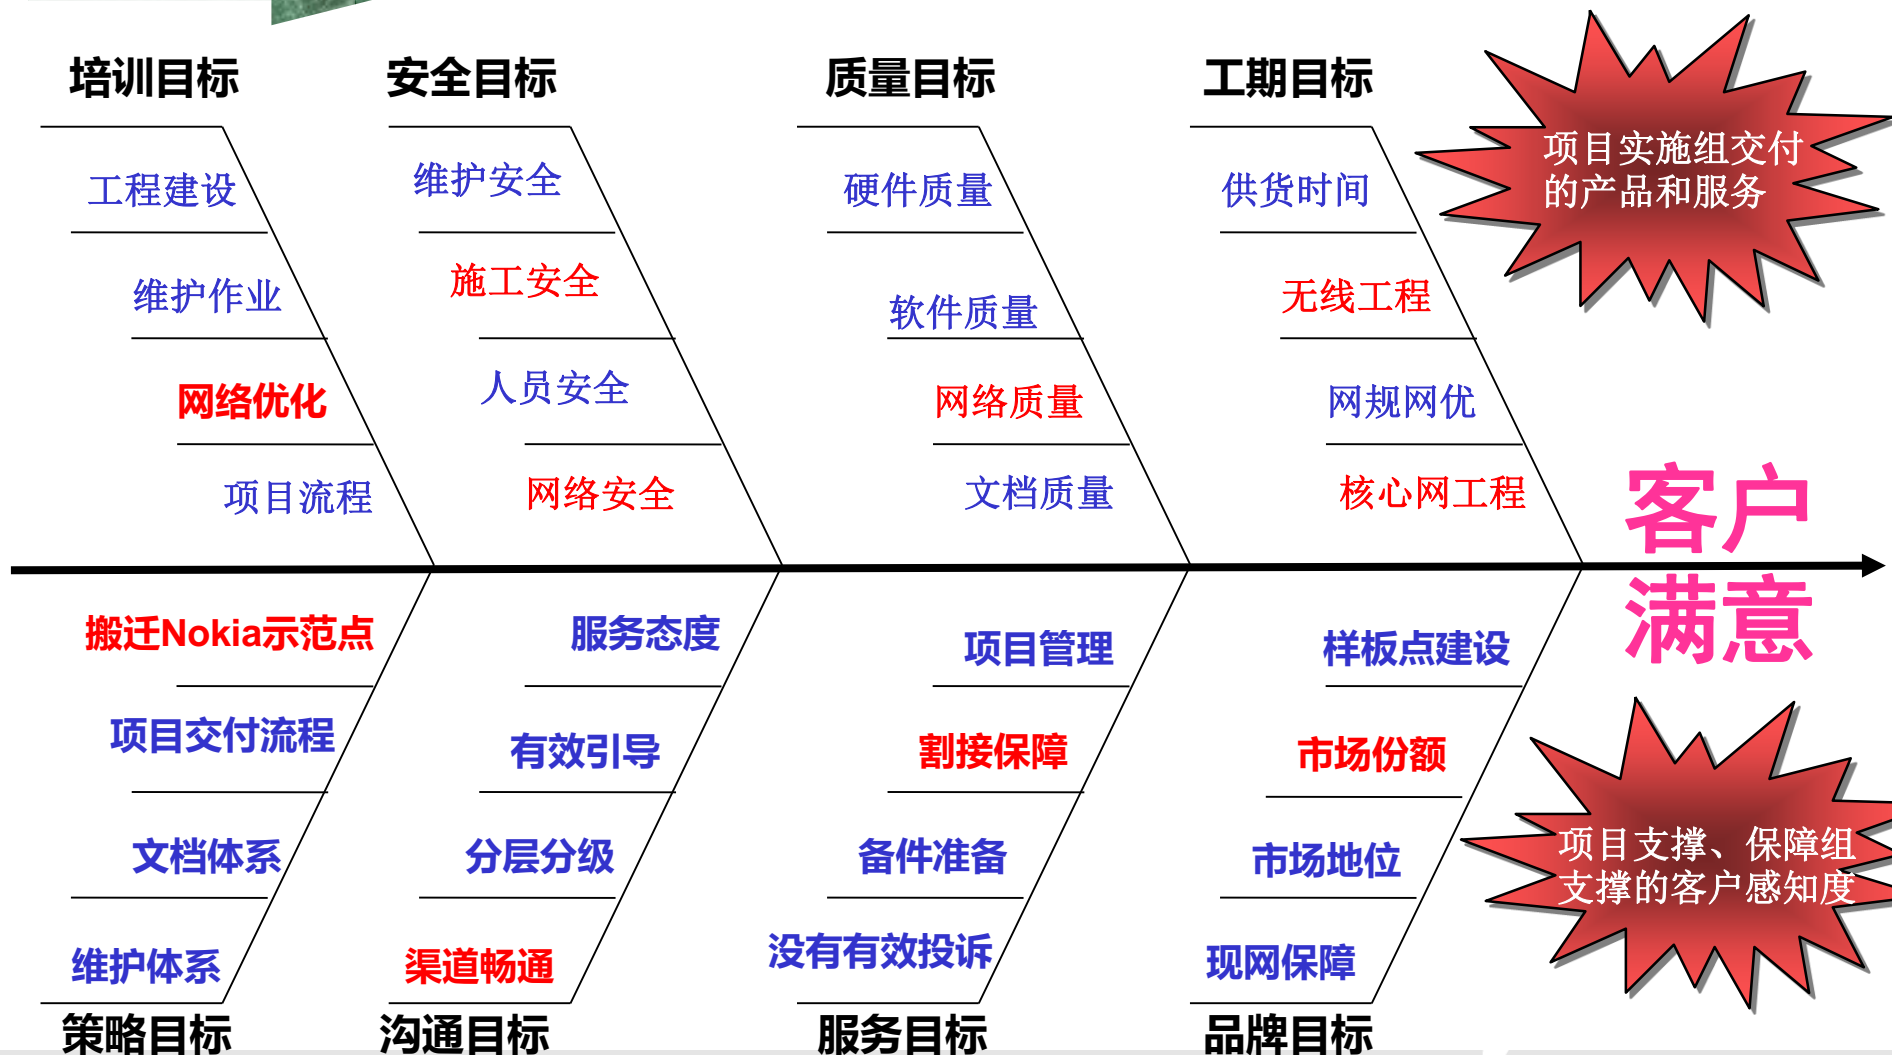 培训目标
安全目标
质量目标
工期目标
工程建设
维护作业
网络优化
项目流程
维护安全
施工安全
人员安全
网络安全
硬件质量
软件质量
网络质量
文档质量
供货时间
无线工程
网规网优
核心网工程
项目实施组交付
的产品和服务
客户
满意
搬迁Nokia示范点
项目交付流程
文档体系
维护体系
服务态度
有效引导
分层分级
渠道畅通
项目管理
割接保障
备件准备
没有有效投诉
样板点建设
市场份额
市场地位
现网保障
项目支撑、保障组
支撑的客户感知度
策略目标
沟通目标
服务目标
品牌目标